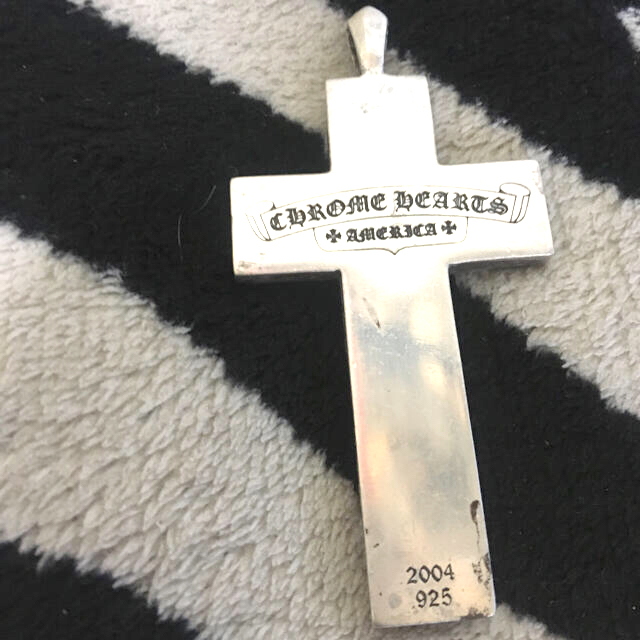 CHROME HEARTS
✠ AMERICA ✠
2004
925